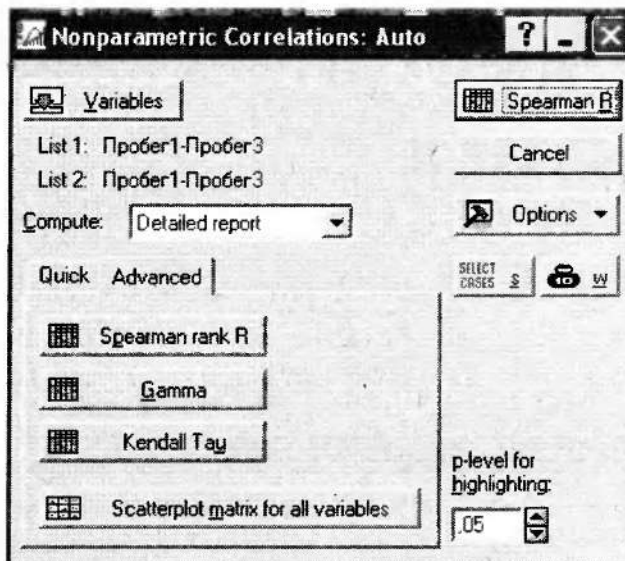 Nonparametric Correlations: Auto
Variables
Spearman R
List 1: Пробег1-Пробег3
Cancel
List 2: Пробег1-Пробег3
Compute: Detailed report
Options
Quick Advanced
SELECT CASES S
W
Spearman rank R
Gamma
Kendall Tau
Scatterplot matrix for all variables
p-level for
highlighting:
.05